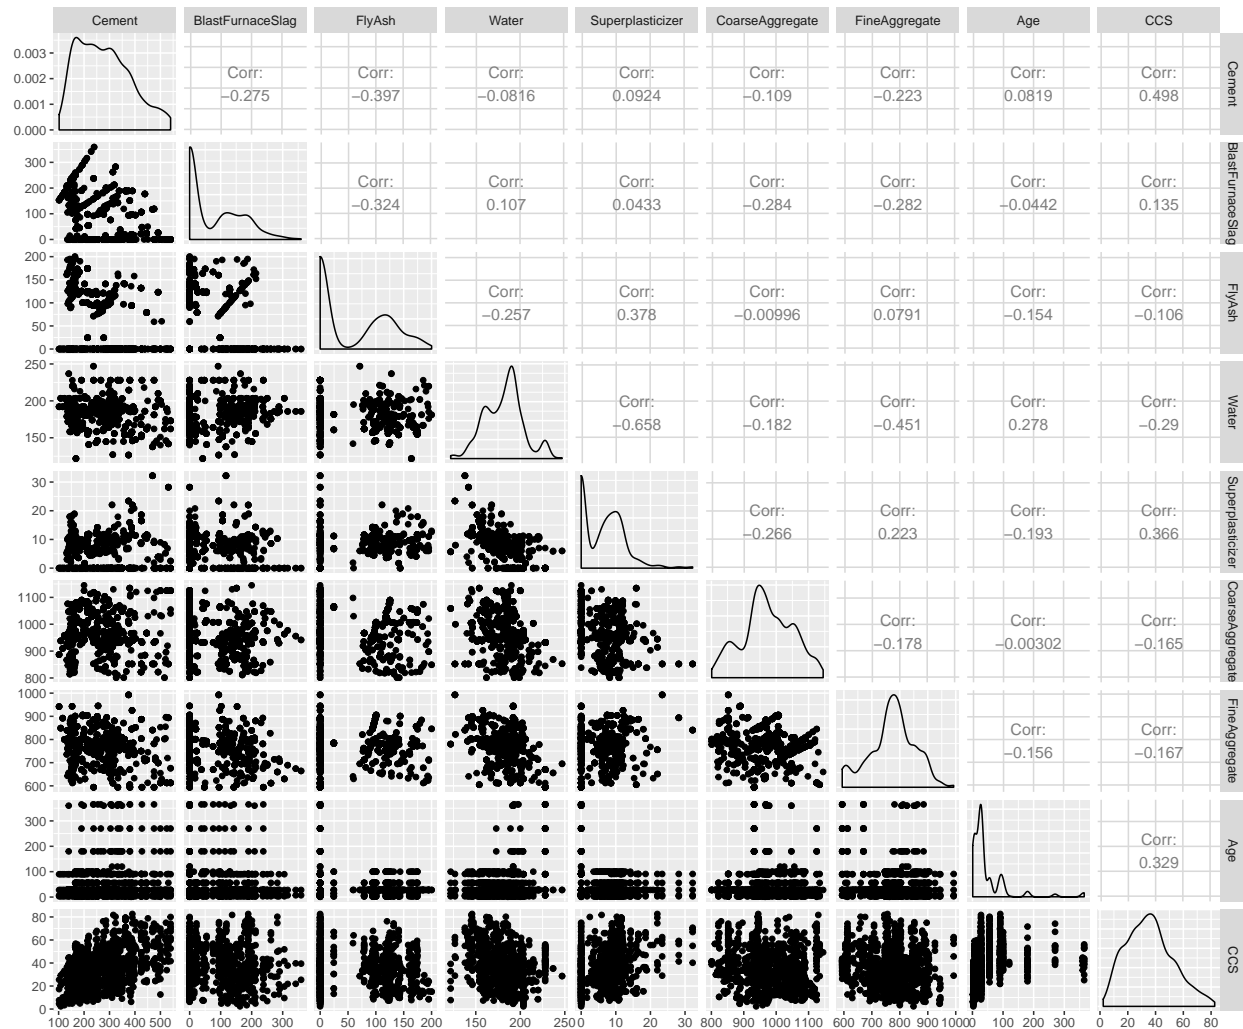 Cement BlastFurnaceSlag FlyAsh Water Superplasticizer CoarseAggregate FineAggregate Age CCS
0.003
0.002
0.001
0.000
Corr: Corr: Corr: Corr: Corr: Corr: Corr: Corr:
−0.275 −0.397 −0.0816 0.0924 −0.109 −0.223 0.0819 0.498
Cement
300
200
100
0
Corr: Corr: Corr: Corr: Corr: Corr: Corr:
−0.324 0.107 0.0433 −0.284 −0.282 −0.0442 0.135
BlastFurnaceSlag
200
150
100
50
0
Corr: Corr: Corr: Corr: Corr: Corr:
−0.257 0.378 −0.00996 0.0791 −0.154 −0.106
FlyAsh
250
200
150
Corr: Corr: Corr: Corr: Corr:
−0.658 −0.182 −0.451 0.278 −0.29
Water
30
20
10
0
Corr: Corr: Corr: Corr:
−0.266 0.223 −0.193 0.366
Superplasticizer
1100
1000
900
800
Corr: Corr: Corr:
−0.178 −0.00302 −0.165
CoarseAggregate
1000
900
800
700
600
Corr: Corr:
−0.156 −0.167
FineAggregate
300
200
100
0
Corr:
0.329
Age
80
60
40
20
0
CCS
100 200 300 400 500 0 100 200 300 0 50 100 150 200 150 200 250 0 10 20 30 800 900 1000 1100 600 700 800 900 1000 0 100 200 300 0 20 40 60 80